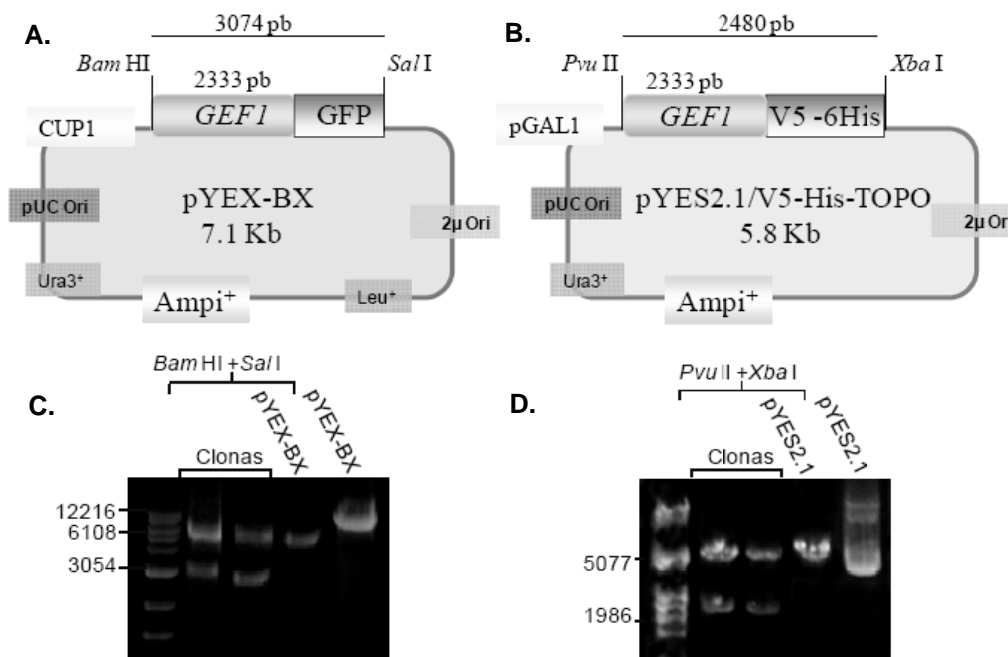 A.
3074 pb
Bam HI
Sal I
2333 pb
GEF1
GFP
CUP1
pUC Ori
pYEX-BX
7.1 Kb
2µ Ori
Ura3+
Ampi+
Leu+
B.
2480 pb
Pvu II
Xba I
2333 pb
GEF1
V5 -6His
pGAL1
pUC Ori
pYES2.1/V5-His-TOPO
5.8 Kb
2µ Ori
Ura3+
Ampi+
C.
Bam HI +Sal I
pYEX-BX
pYEX-BX
Clonas
12216
6108
3054
D.
Pvu II +Xba I
pYES2.1
pYES2.1
Clonas
5077
1986